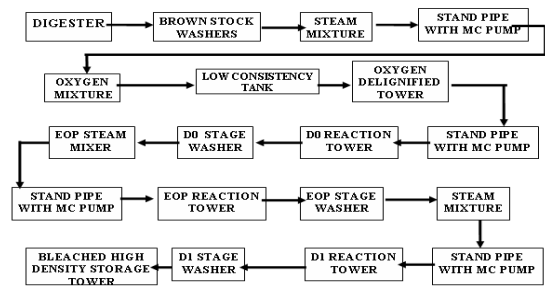 DIGESTER
BROWN STOCK
WASHERS
STEAM
MIXTURE
STAND PIPE
WITH MC PUMP
OXYGEN
MIXTURE
LOW CONSISTENCY
TANK
OXYGEN
DELIGNIFIED
TOWER
STAND PIPE
WITH MC PUMP
D0 REACTION
TOWER
D0 STAGE
WASHER
EOP STEAM
MIXER
STAND PIPE
WITH MC PUMP
EOP REACTION
TOWER
EOP STAGE
WASHER
STEAM
MIXTURE
STAND PIPE
WITH MC PUMP
D1 REACTION
TOWER
D1 STAGE
WASHER
BLEACHED HIGH
DENSITY STORAGE
TOWER